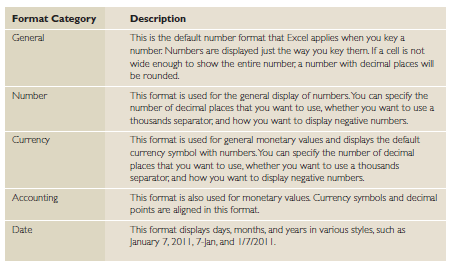 Format Category Description
General This is the default number format that Excel applies when you key a
number. Numbers are displayed just the way you key them. If a cell is not
wide enough to show the entire number, a number with decimal places will
be rounded.
Number This format is used for the general display of numbers. You can specify the
number of decimal places that you want to use, whether you want to use a
thousands separator, and how you want to display negative numbers.
Currency This format is used for general monetary values and displays the default
currency symbol with numbers. You can specify the number of decimal
places that you want to use, whether you want to use a thousands
separator, and how you want to display negative numbers.
Accounting This format is also used for monetary values. Currency symbols and decimal
points are aligned in this format.
Date This format displays days, months, and years in various styles, such as
January 7, 2011, 7-Jan, and 1/7/2011.